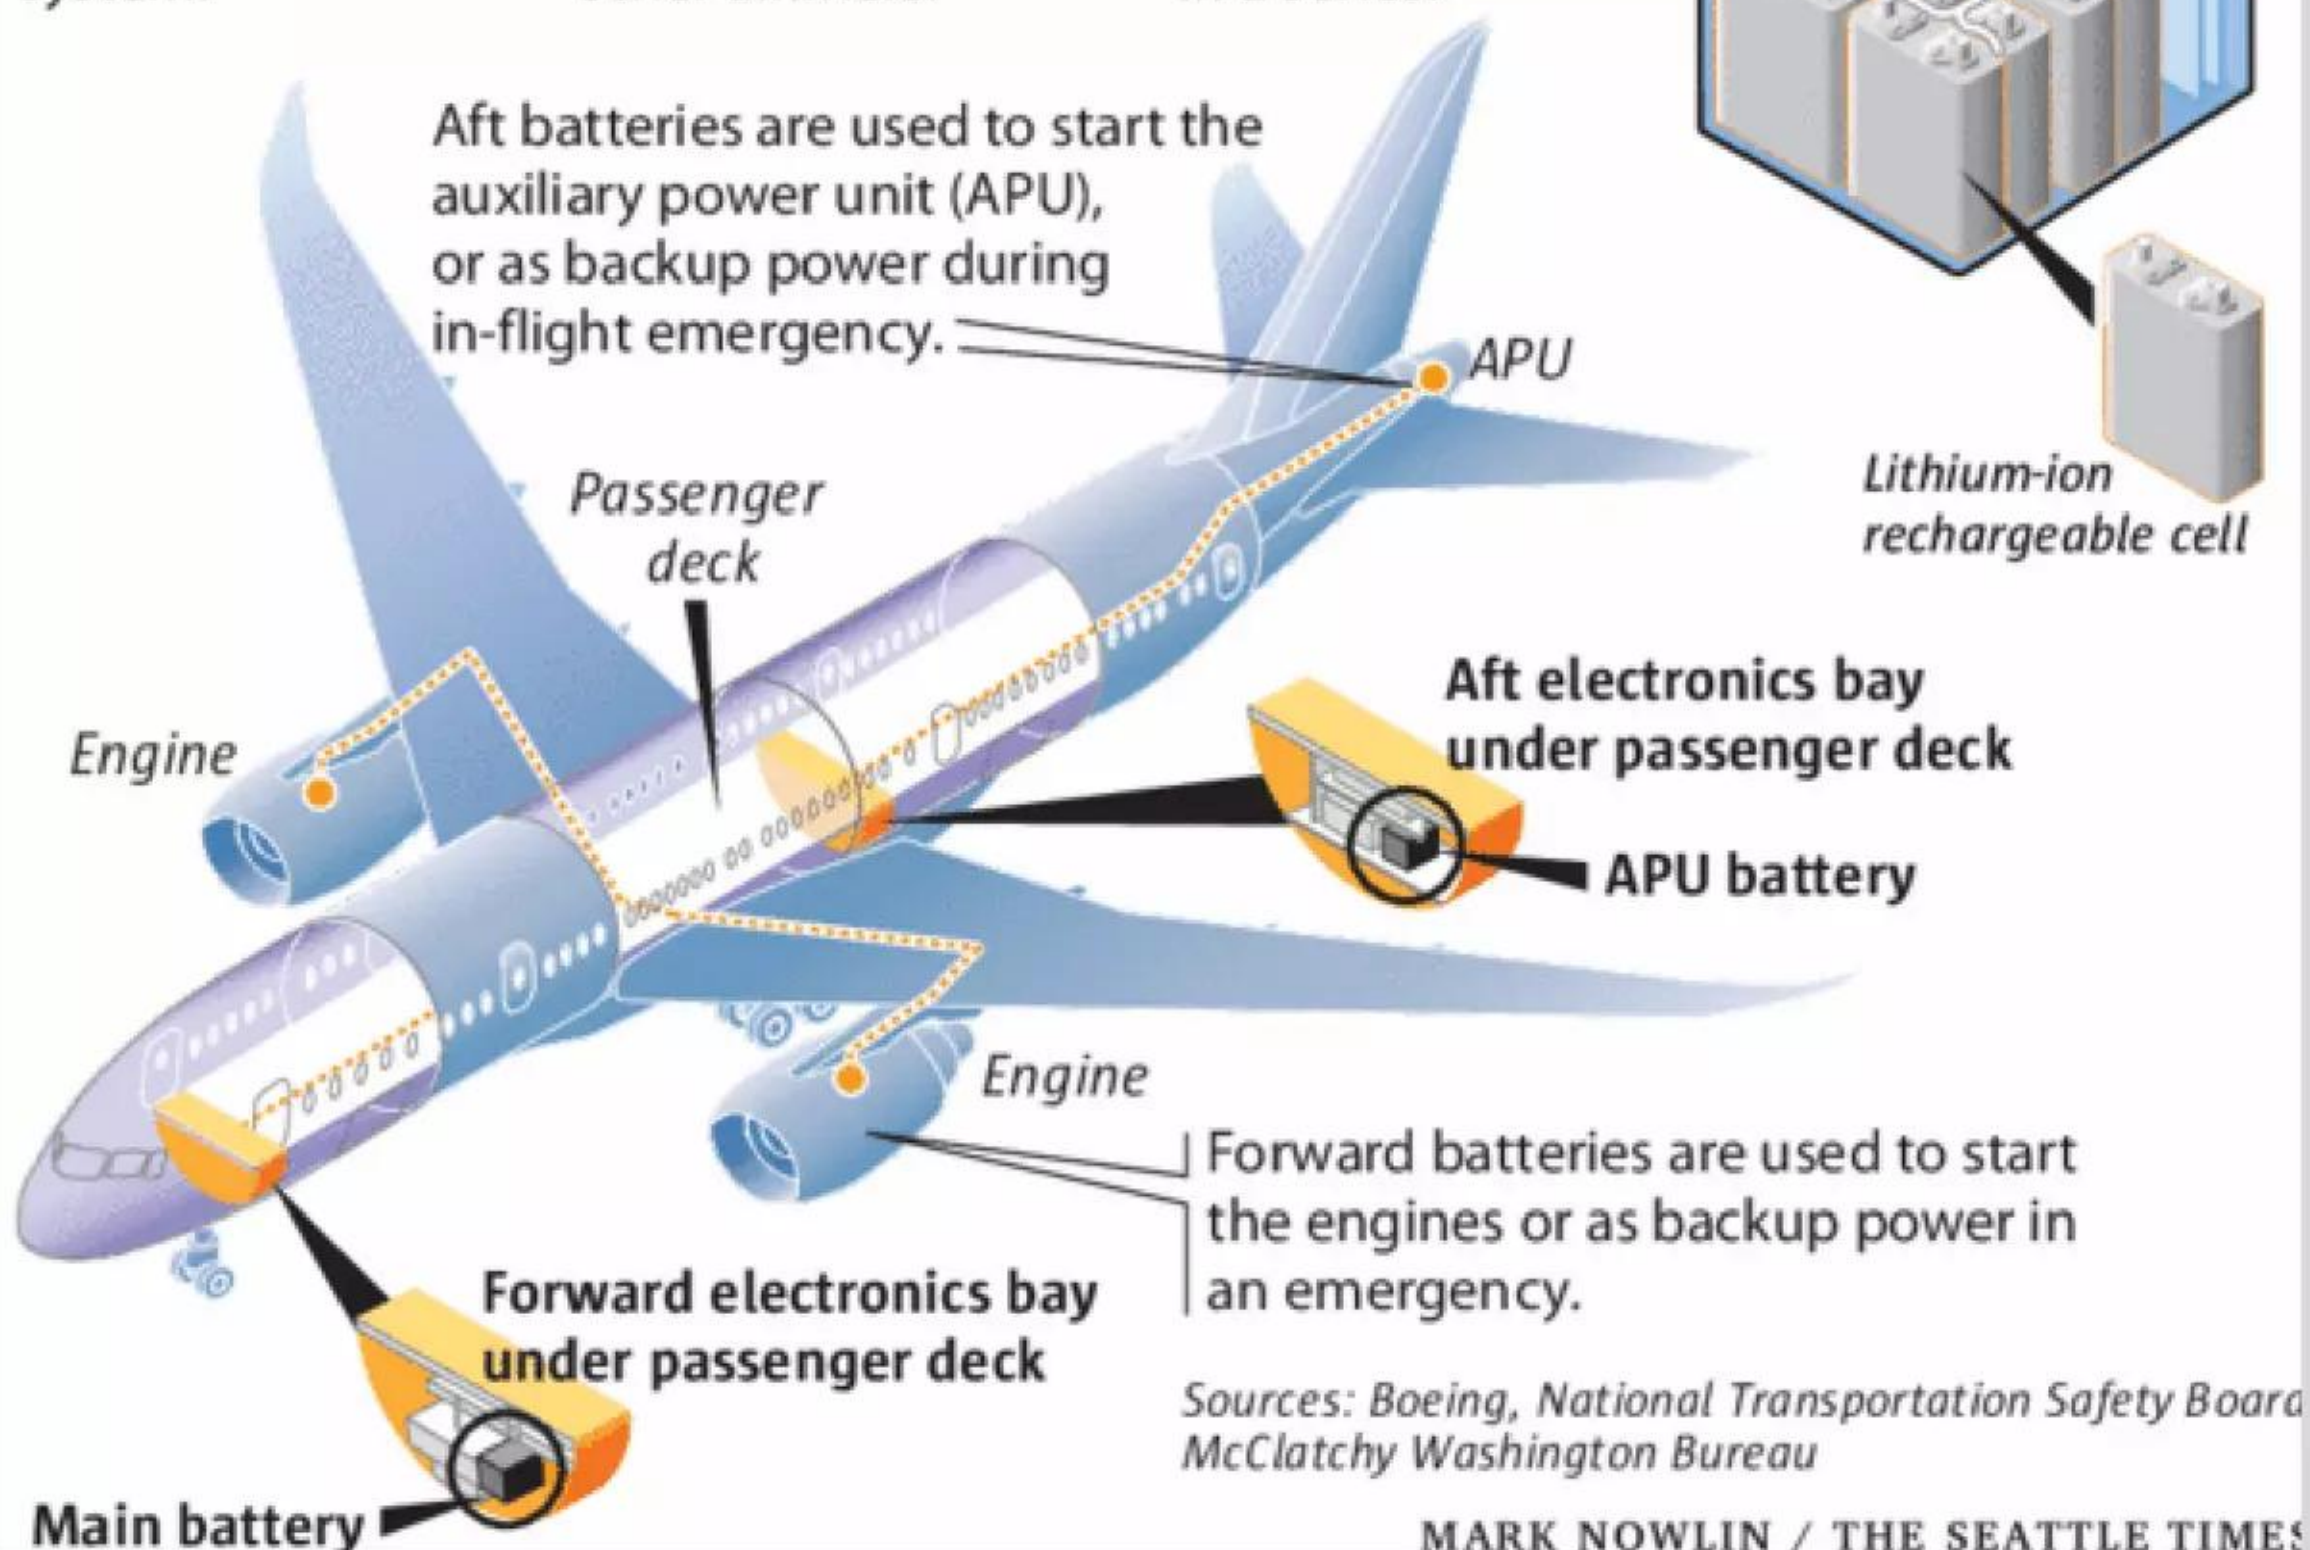 Aft batteries are used to start the
auxiliary power unit (APU),
or as backup power during
in-flight emergency.
APU
Lithium-ion
rechargeable cell
Passenger
deck
Engine
Aft electronics bay
under passenger deck
APU battery
Engine
Forward batteries are used to start
the engines or as backup power in
an emergency.
Forward electronics bay
under passenger deck
Main battery
Sources: Boeing, National Transportation Safety Board
McClatchy Washington Bureau
MARK NOWLIN / THE SEATTLE TIMES